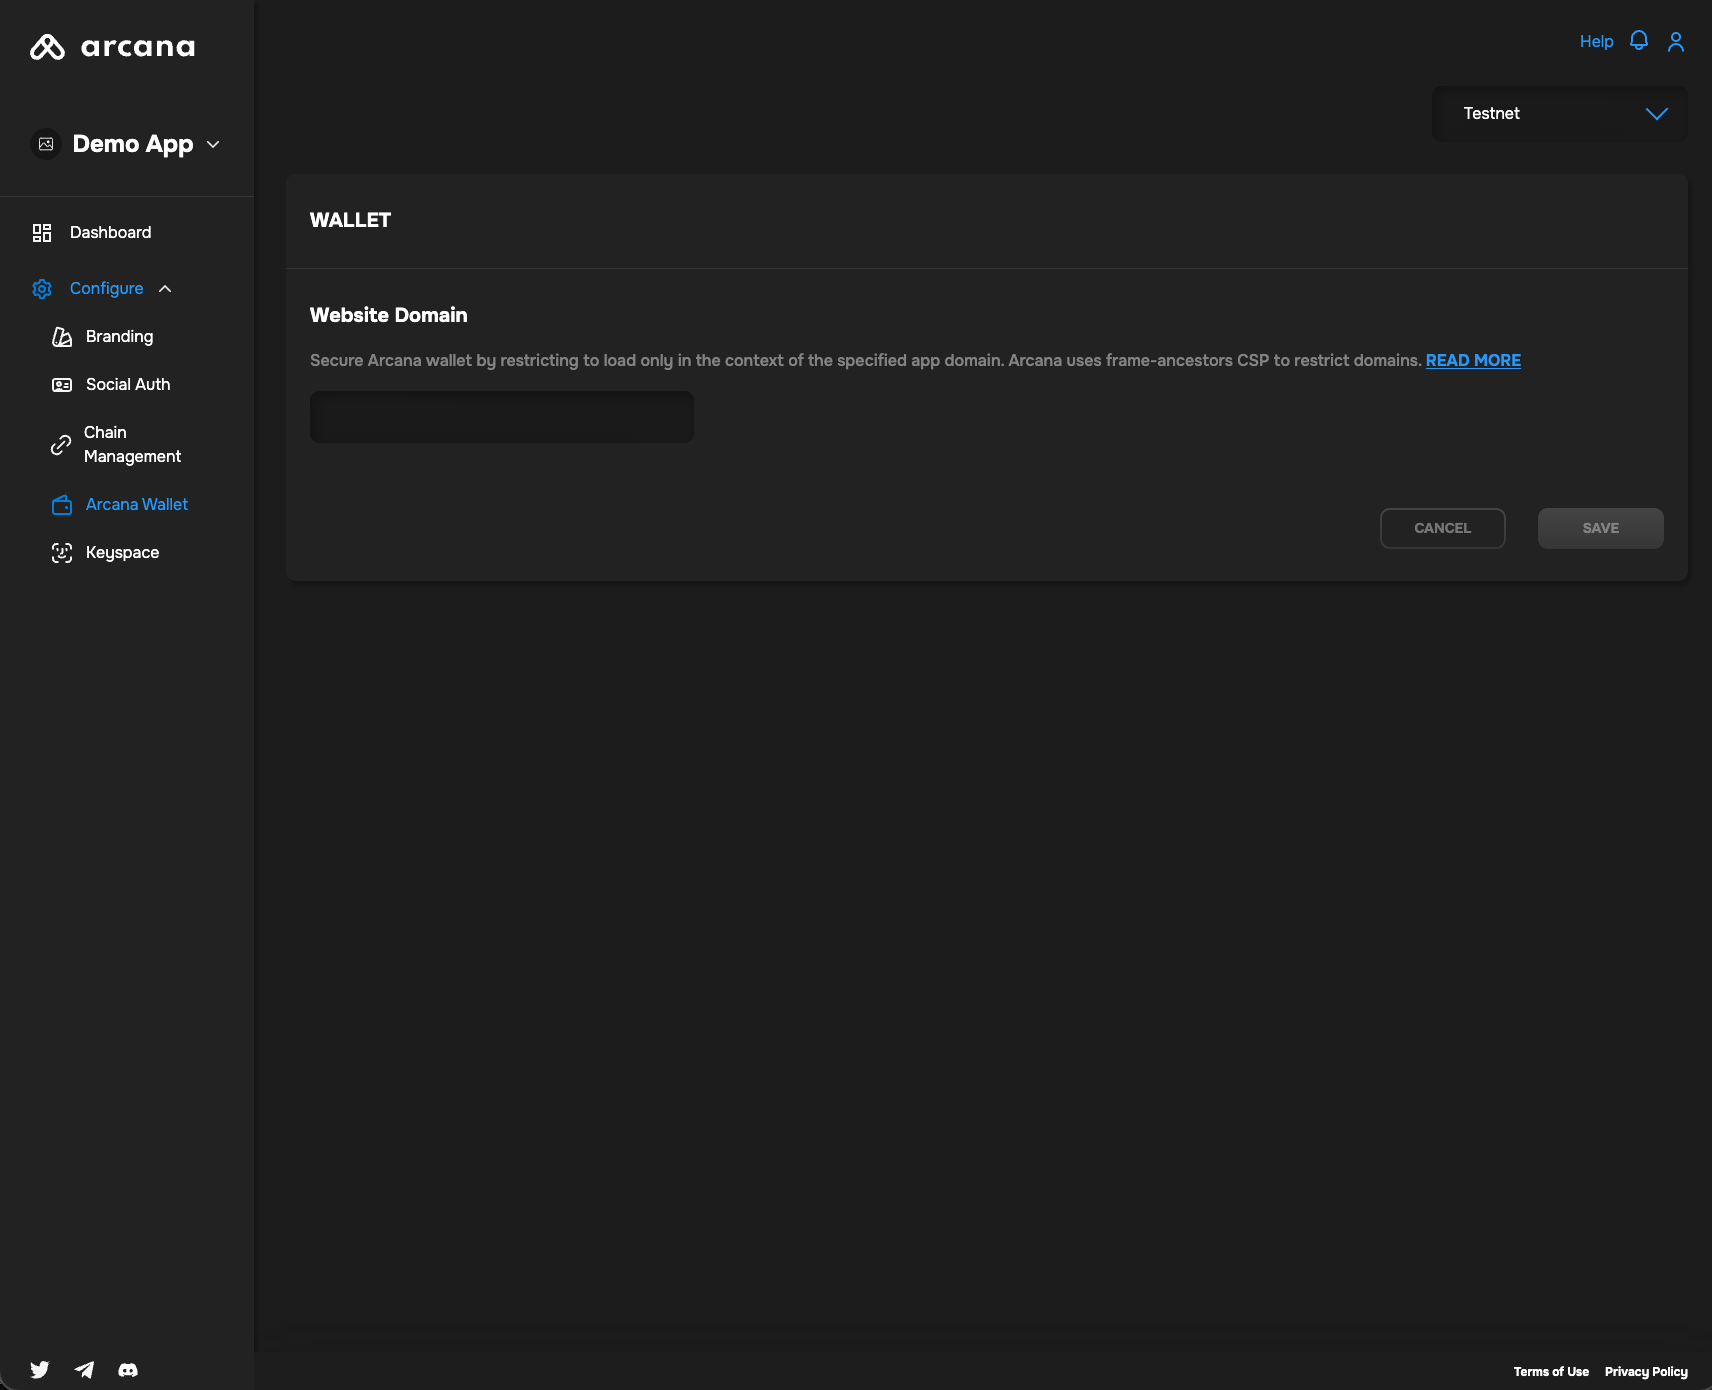 arcana
Help
Testnet
Demo App
Dashboard
Configure
Branding
Social Auth
Chain
Management
Arcana Wallet
Keyspace
WALLET
Website Domain
Secure Arcana wallet by restricting to load only in the context of the specified app domain. Arcana uses frame-ancestors CSP to restrict domains. READ MORE
CANCEL
SAVE
Terms of Use
Privacy Policy